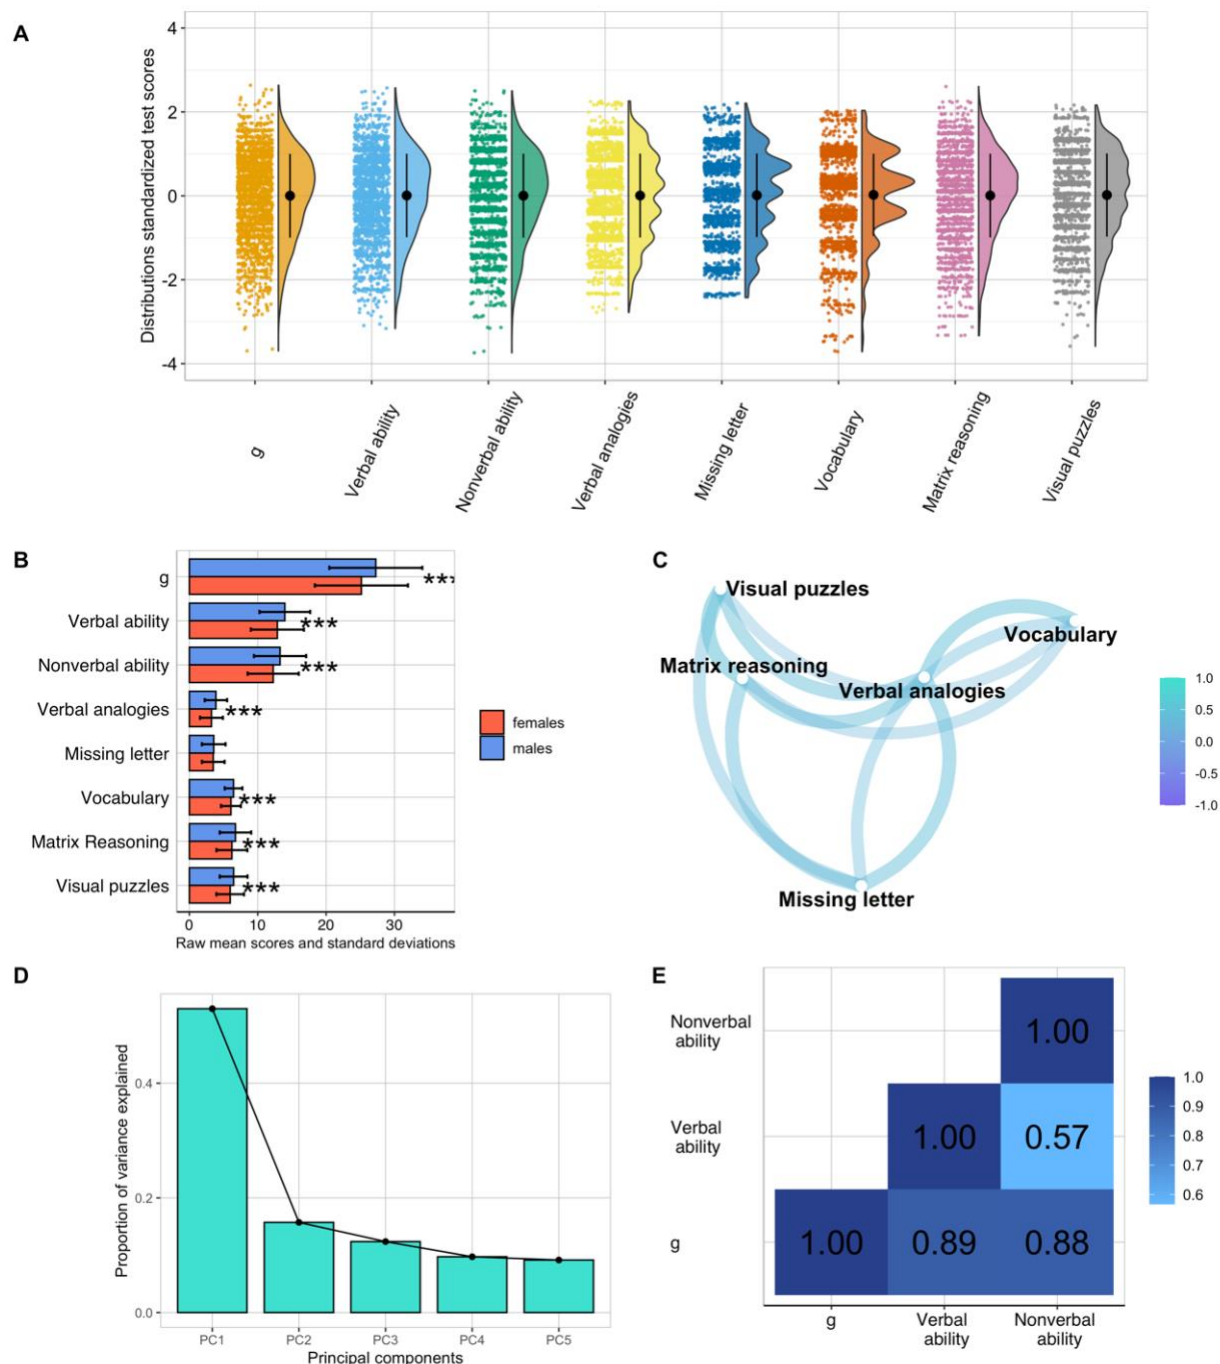 A
Distributions standardized test scores
4
2
0
-2
-4
g
Verbal ability
Nonverbal ability
Verbal analogies
Missing letter
Vocabulary
Matrix reasoning
Visual puzzles
B
g
Verbal ability
Nonverbal ability
Verbal analogies
Missing letter
Vocabulary
Matrix Reasoning
Visual puzzles
***
***
***
***
***
***
***
0 10 20 30
Raw mean scores and standard deviations
females
males
C
Visual puzzles
Vocabulary
Matrix reasoning
Verbal analogies
Missing letter
1.0
0.5
0.0
-0.5
-1.0
D
Proportion of variance explained
0.4
0.2
0.0
PC1 PC2 PC3 PC4 PC5
Principal components
E
Nonverbal
ability
1.00
Verbal
ability
1.00 0.57
g
1.00 0.89 0.88
g
Verbal
ability
Nonverbal
ability
1.0
0.9
0.8
0.7
0.6